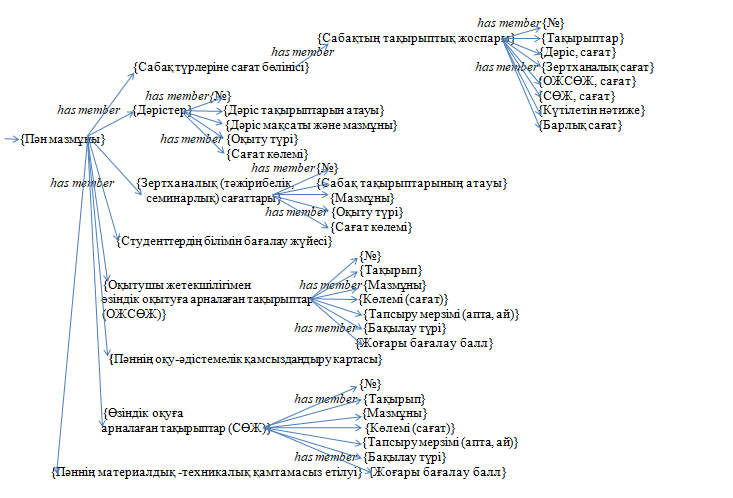 has member {№}
{Сабақтың тақырыптық жоспары} {Тақырыптар}
has member {Дәріс, сағат}
{Сабақ түрлеріне сағат бөлінісі} has member {Зертханалық сағат}
{ОЖСӨЖ, сағат}
has member {№} {СӨЖ, сағат}
has member {Дәрістер} {Дәріс тақырыптарын атауы} {Күтілетін нәтиже}
{Дәріс мақсаты және мазмұны} {Барлық сағат}
{Пән мазмұны} has member {Оқыту түрі}
{Сағат көлемі}
has member {№}
has member {Зертханалық (тәжірибелік, {Сабақ тақырыптарының атауы}
семинарлық) сағаттары} {Мазмұны}
has member {Оқыту түрі}
{Сағат көлемі}
{Студенттердің білімін бағалау жүйесі}
{№}
{Тақырып}
{Оқытушы жетекшілігімен has member {Мазмұны}
өзіндік оқытуға арналаған тақырыптар {Көлемі (сағат)}
(ОЖСӨЖ)} {Тапсыру мерзімі (апта, ай)}
has member {Бақылау түрі}
{Жоғары бағалау балл}
{Пәннің оқу-әдістемелік қамсыздандыру картасы}
{№}
has member {Тақырып}
{Өзіндік оқуға {Мазмұны}
арналаған тақырыптар (СӨЖ)} {Көлемі (сағат)}
{Тапсыру мерзімі (апта, ай)}
has member {Бақылау түрі}
{Пәннің материалдық -техникалық қамтамасыз етілуі} {Жоғары бағалау балл}